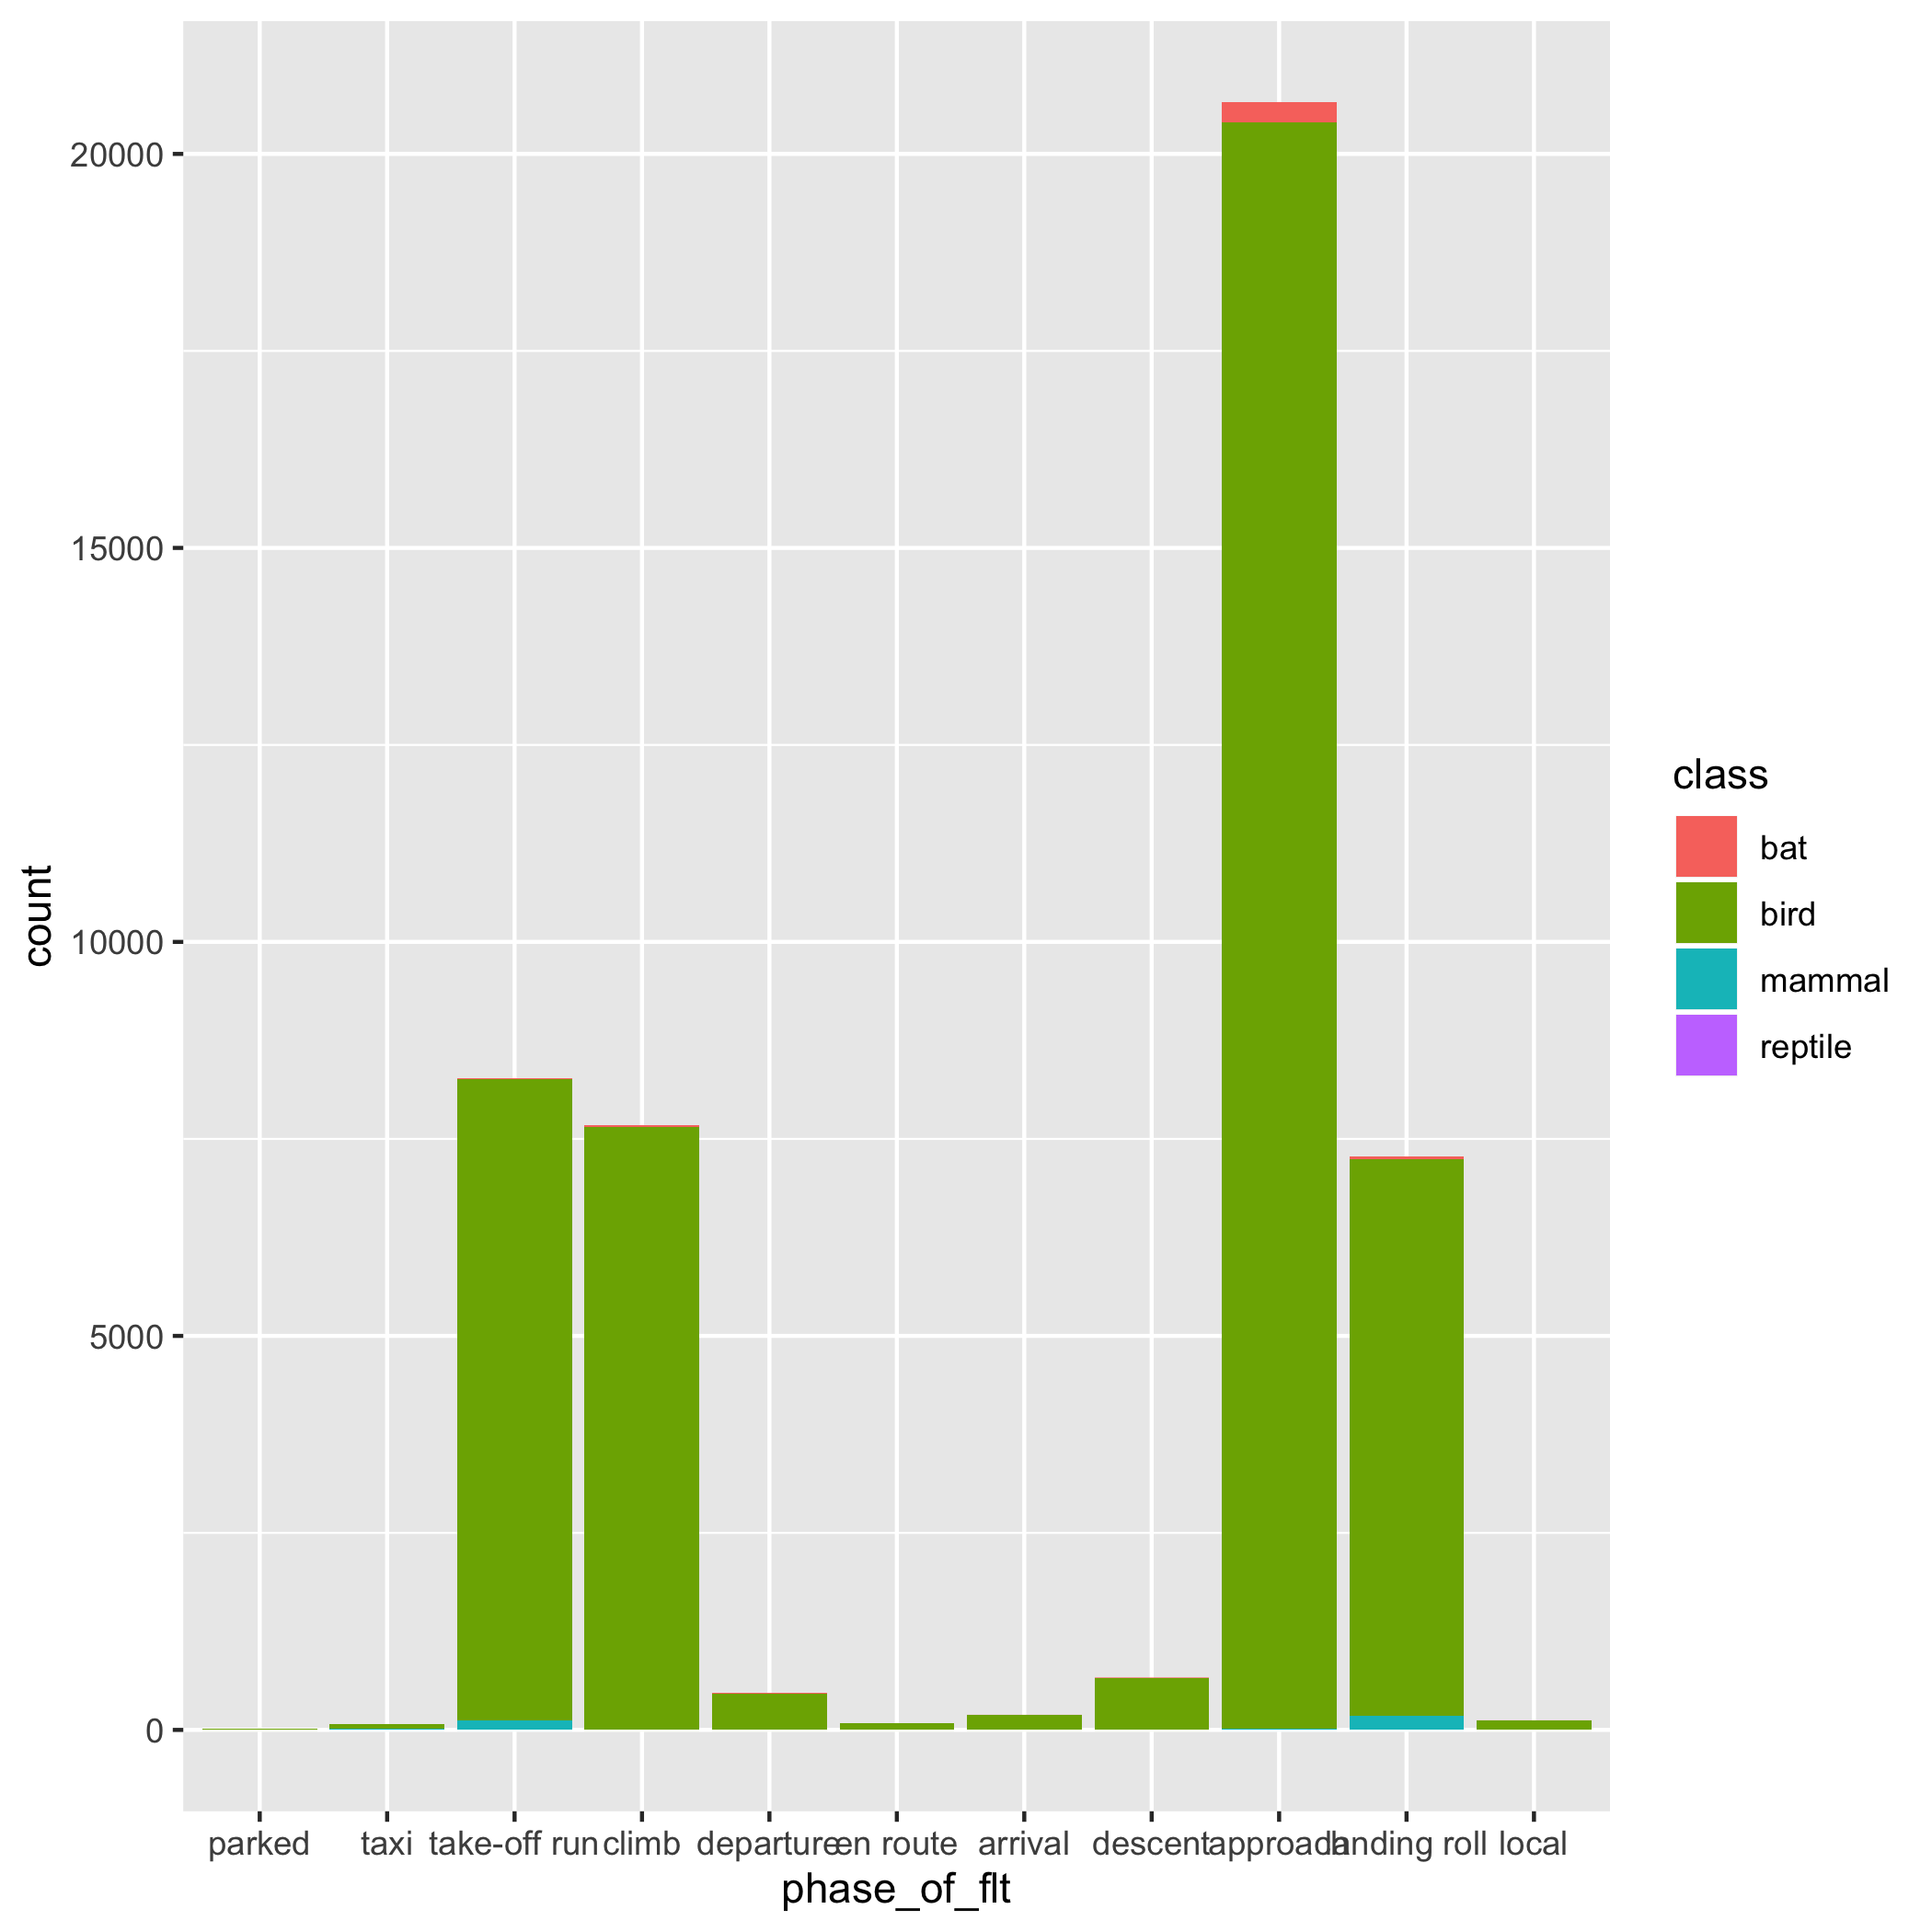 20000
15000
10000
5000
0
count
parked taxi take-off run climb departure en route arrival descent approach landing roll local
phase_of_flt
class
bat
bird
mammal
reptile